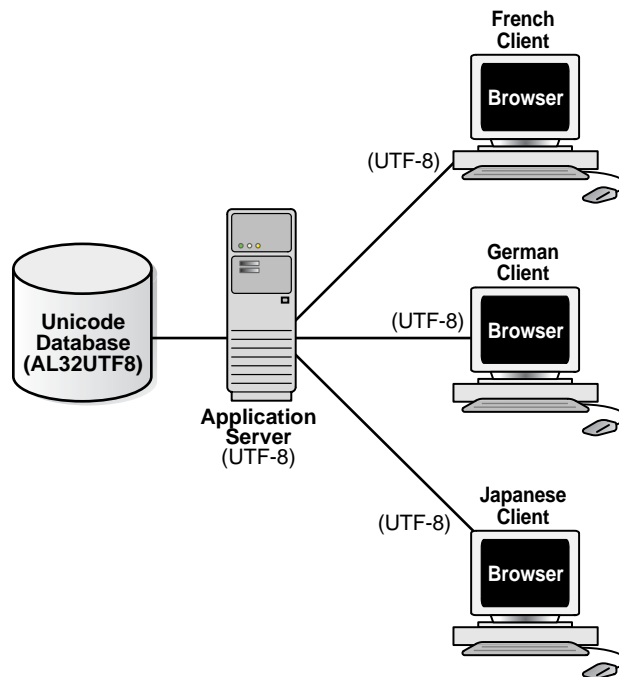 French
Client
Browser
(UTF-8)
German
Client
Browser
(UTF-8)
Unicode
Database
(AL32UTF8)
Application
Server
(UTF-8)
Japanese
Client
(UTF-8)
Browser